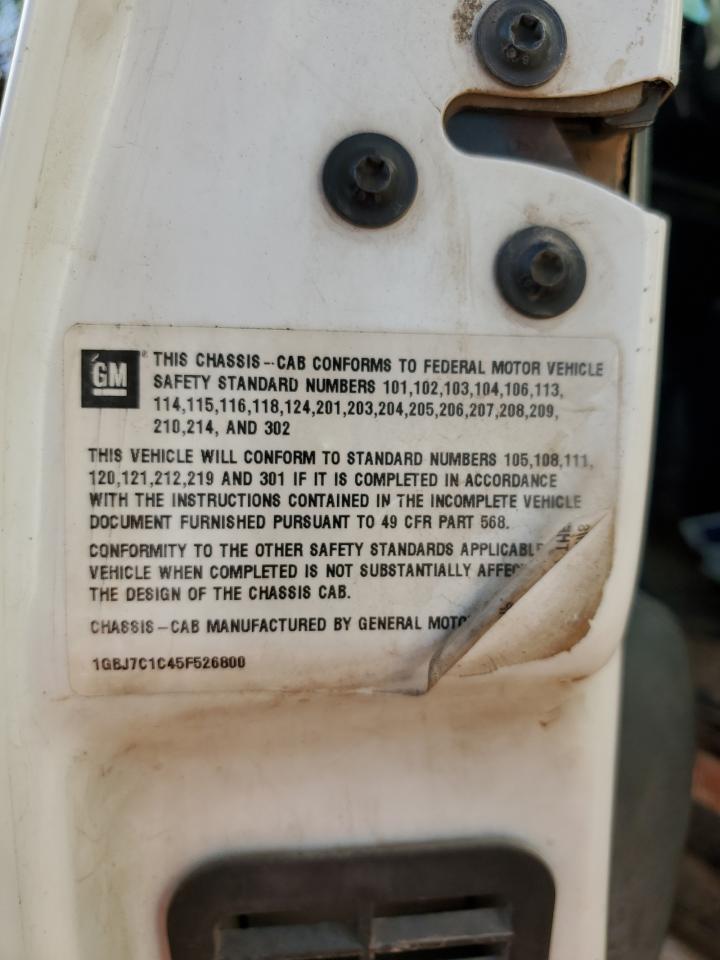 GM ® THIS CHASSIS-CAB CONFORMS TO FEDERAL MOTOR VEHICLE
SAFETY STANDARD NUMBERS 101,102,103,104,106,113,
114,115,116,118,124,201,203,204,205,206,207,208,209,
210,214, AND 302
THIS VEHICLE WILL CONFORM TO STANDARD NUMBERS 105,108,111,
120,121,212,219 AND 301 IF IT IS COMPLETED IN ACCORDANCE
WITH THE INSTRUCTIONS CONTAINED IN THE INCOMPLETE VEHICLE
DOCUMENT FURNISHED PURSUANT TO 49 CFR PART 568.
CONFORMITY TO THE OTHER SAFETY STANDARDS APPLICABLE
VEHICLE WHEN COMPLETED IS NOT SUBSTANTIALLY AFFEC
THE DESIGN OF THE CHASSIS CAB.
CHASSIS-CAB MANUFACTURED BY GENERAL MOTO
1GBJ7C1C45F526800